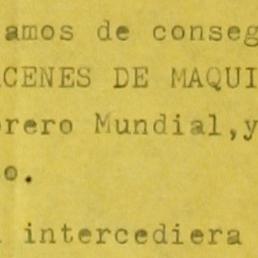 amos de conseg
CENES DE MAQUI
rero Mundial,y
o.
intercediera